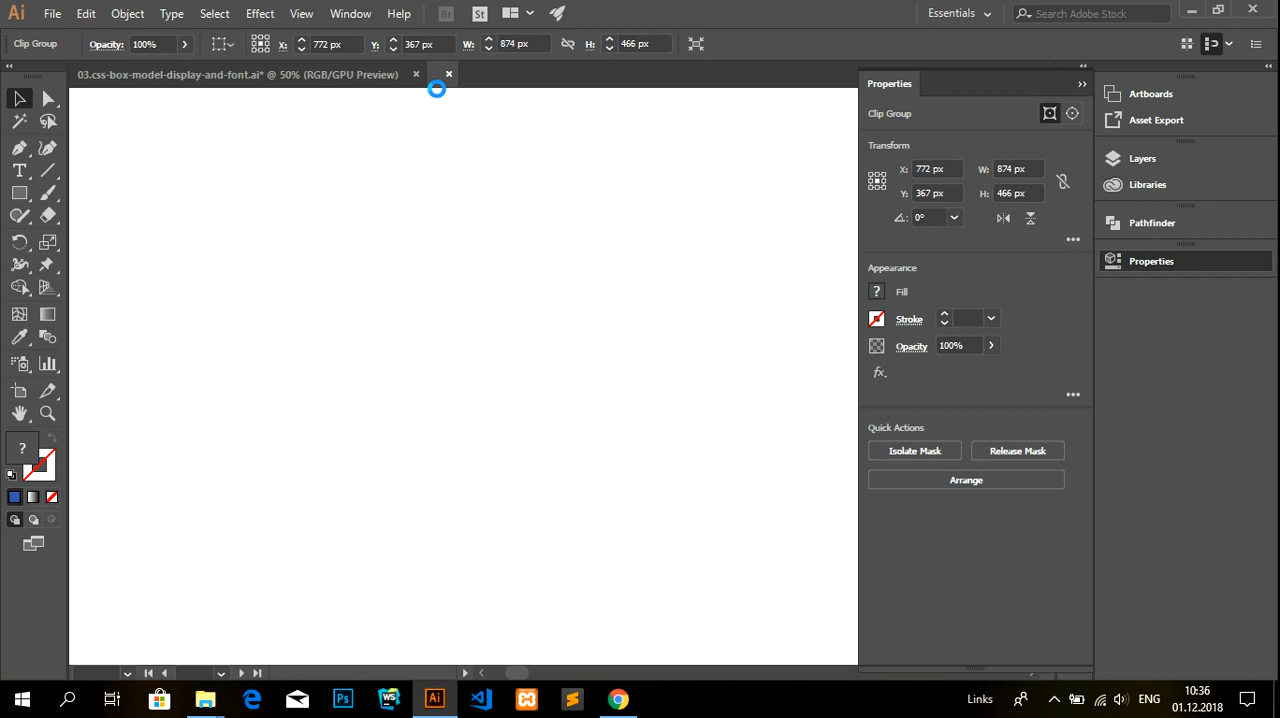 Ai File Edit Object Type Select Effect View Window Help Br St Essentials Search Adobe Stock
Clip Group Opacity: 100% X: 772 px Y: 367 px W: 874 px H: 466 px
03.css-box-model-display-and-font.ai* @ 50% (RGB/GPU Preview)
Properties
Clip Group
Transform
X: 772 px W: 874 px
Y: 367 px H: 466 px
0°
Appearance
? Fill
Stroke
Opacity 100%
fx.
Quick Actions
Isolate Mask Release Mask
Arrange
Artboards
Asset Export
Layers
Libraries
Pathfinder
Properties
T
?
Ps WS Ai
Links ENG 10:36
01.12.2018